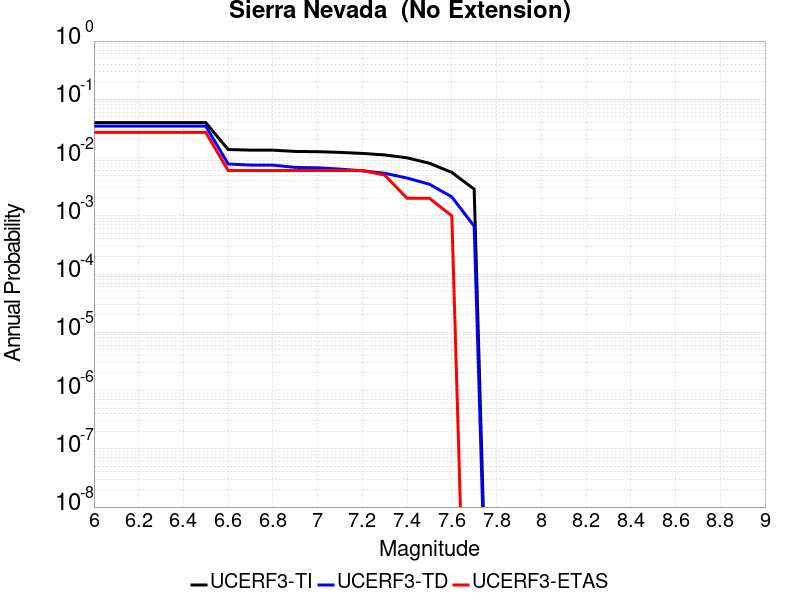 Sierra Nevada  (No Extension)
10^0
10^-1
10^-2
10^-3
10^-4
10^-5
10^-6
10^-7
10^-8
Annual Probability
6 6.2 6.4 6.6 6.8 7 7.2 7.4 7.6 7.8 8 8.2 8.4 8.6 8.8 9
Magnitude
UCERF3-TI UCERF3-TD UCERF3-ETAS